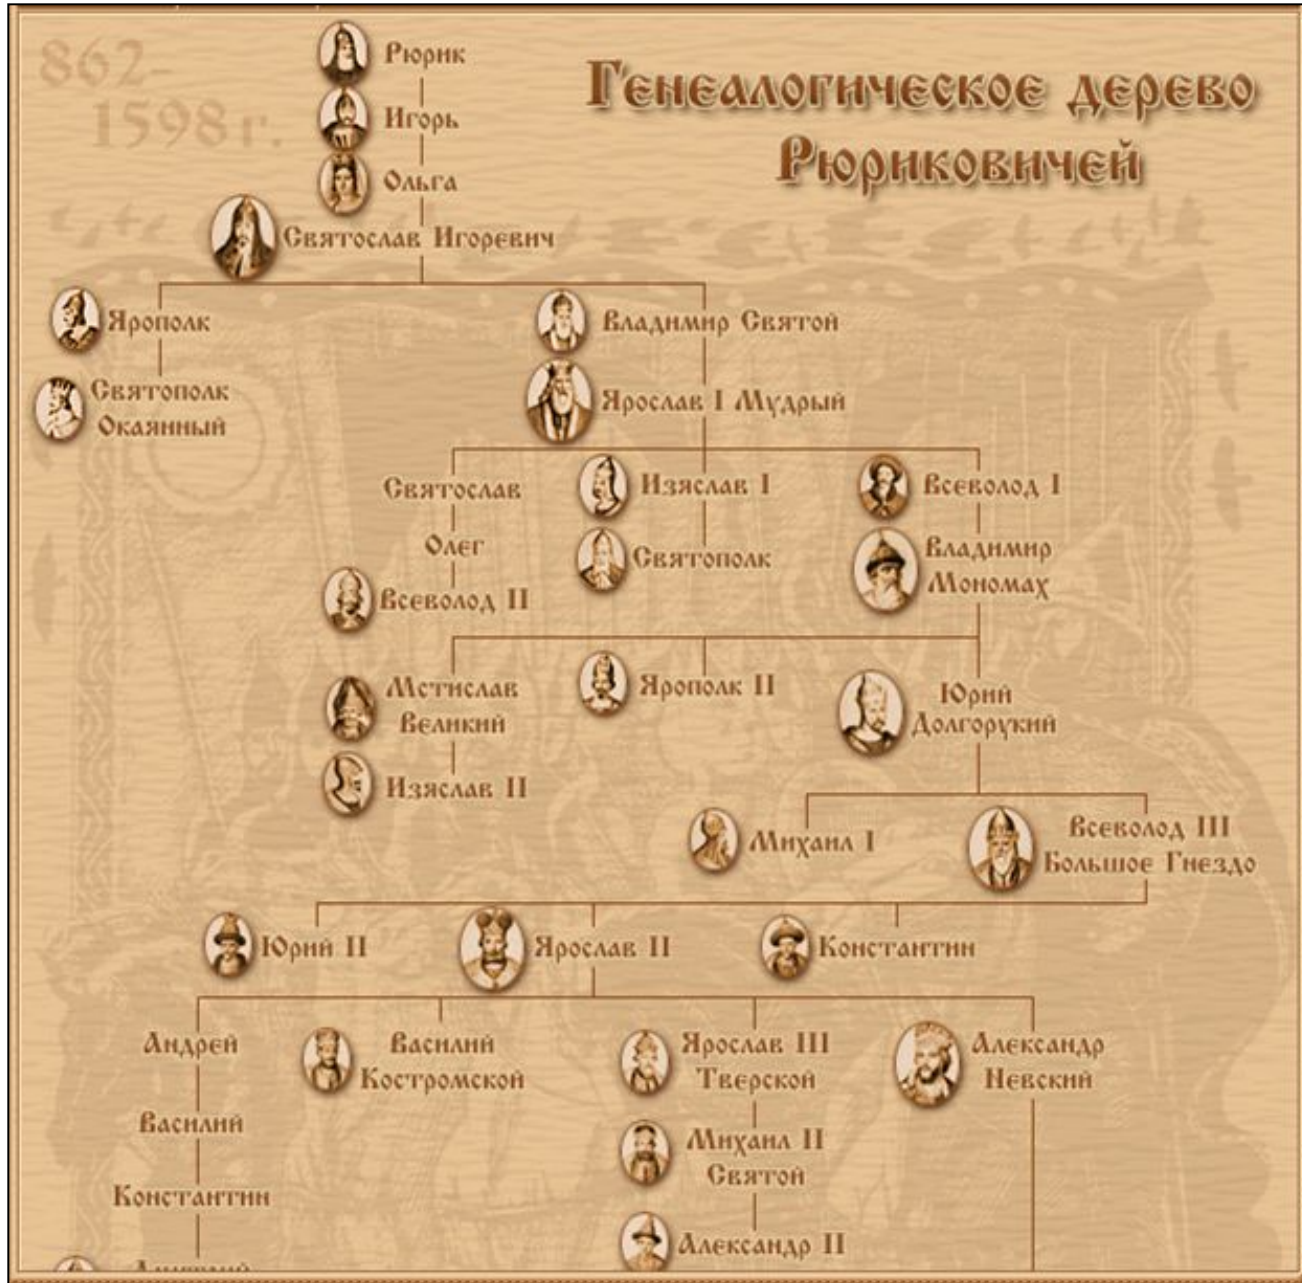 862-
1598 г.
Генеалогическое дерево
Рюриковичей
Рюрик
Игорь
Ольга
Святослав Игоревич
Ярополк
Владимир Святой
Святополк
Окаянный
Ярослав I Мудрый
Святослав
Изяслав I
Всеволод I
Олег
Святополк
Владимир
Мономах
Всеволод II
Мстислав
Великий
Ярополк II
Юрий
Долгорукий
Изяслав II
Михаил I
Всеволод III
Большое Гнездо
Юрий II
Ярослав II
Константин
Андрей
Василий
Костромской
Ярослав III
Тверской
Александр
Невский
Василий
Михаил II
Святой
Константин
Александр II